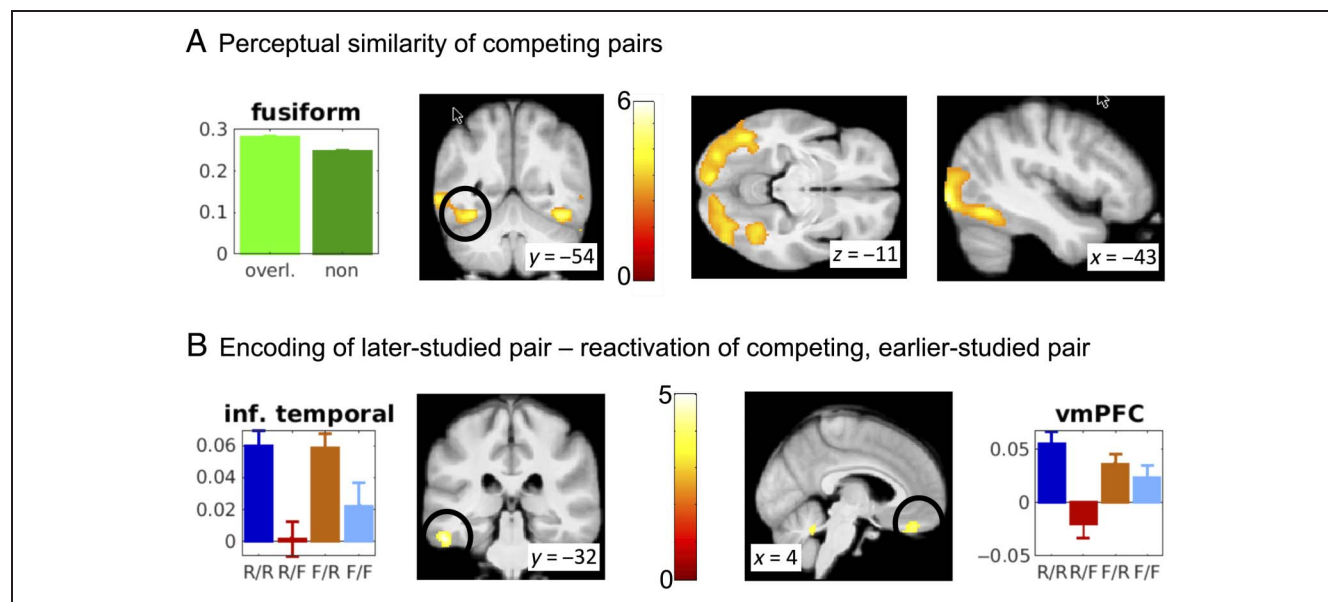 A Perceptual similarity of competing pairs
fusiform
0.3
0.2
0.1
0
overl. non
y = –54
6
0
z = –11
x = –43
B Encoding of later-studied pair – reactivation of competing, earlier-studied pair
inf. temporal
0.06
0.04
0.02
0
R/R R/F F/R F/F
y = –32
5
0
x = 4
vmPFC
0.05
0
−0.05
R/R R/F F/R F/F